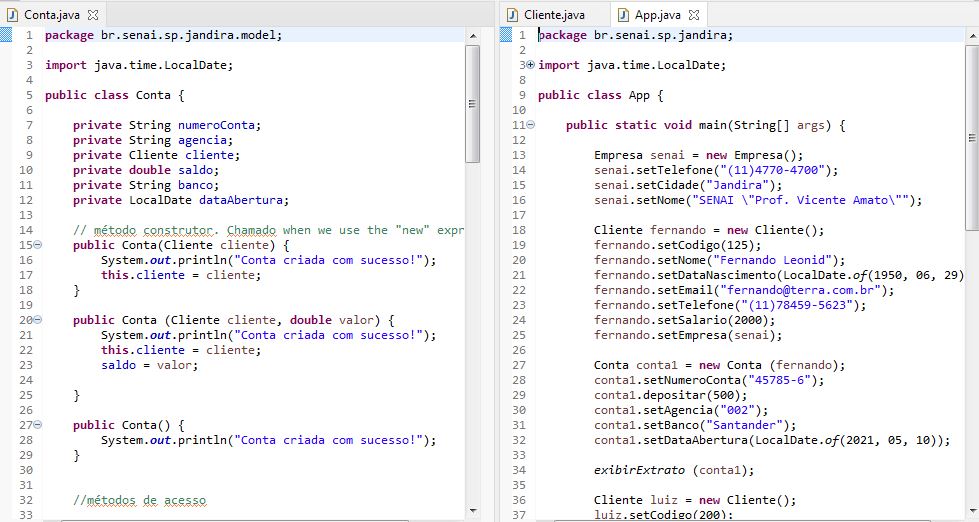 Conta.java
1 package br.senai.sp.jandira.model;
2
3 import java.time.LocalDate;
4
5 public class Conta {
6
7 private String numeroConta;
8 private String agencia;
9 private Cliente cliente;
10 private double saldo;
11 private String banco;
12 private LocalDate dataAbertura;
13
14 // método construtor. Chamado when we use the "new" expr
15 public Conta(Cliente cliente) {
16 System.out.println("Conta criada com sucesso!");
17 this.cliente = cliente;
18 }
19
20 public Conta (Cliente cliente, double valor) {
21 System.out.println("Conta criada com sucesso!");
22 this.cliente = cliente;
23 saldo = valor;
24
25 }
26
27 public Conta() {
28 System.out.println("Conta criada com sucesso!");
29 }
30
31
32 //métodos de acesso
33
Cliente.java App.java
1 package br.senai.sp.jandira;
2
3 import java.time.LocalDate;
8
9 public class App {
10
11 public static void main(String[] args) {
12
13 Empresa senai = new Empresa();
14 senai.setTelefone("(11)4770-4700");
15 senai.setCidade("Jandira");
16 senai.setNome("SENAI \"Prof. Vicente Amato\"");
17
18 Cliente fernando = new Cliente();
19 fernando.setCodigo(125);
20 fernando.setNome("Fernando Leonid");
21 fernando.setDataNascimento(LocalDate.of(1950, 06, 29)
22 fernando.setEmail("fernando@terra.com.br");
23 fernando.setTelefone("(11)78459-5623");
24 fernando.setSalario(2000);
25 fernando.setEmpresa(senai);
26
27 Conta conta1 = new Conta (fernando);
28 conta1.setNumeroConta("45785-6");
29 conta1.depositar(500);
30 conta1.setAgencia("002");
31 conta1.setBanco("Santander");
32 conta1.setDataAbertura(LocalDate.of(2021, 05, 10));
33
34 exibirExtrato (conta1);
35
36 Cliente luiz = new Cliente();
37 luiz.setCodigo(200);